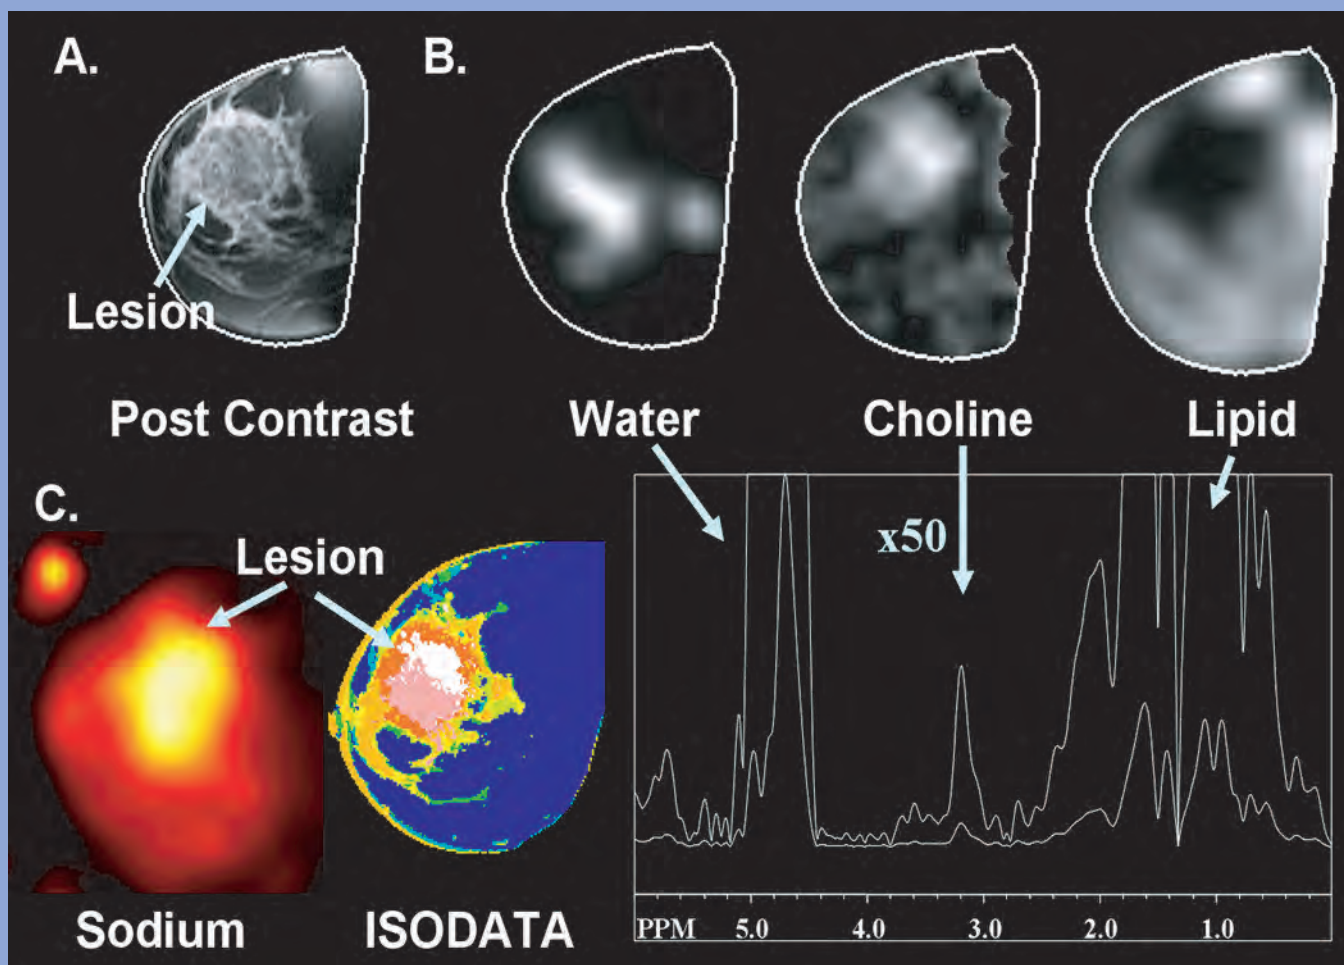 A.
B.
Lesion
Post Contrast
Water
Choline
Lipid
C.
Lesion
x50
Sodium
ISODATA
PPM 5.0 4.0 3.0 2.0 1.0